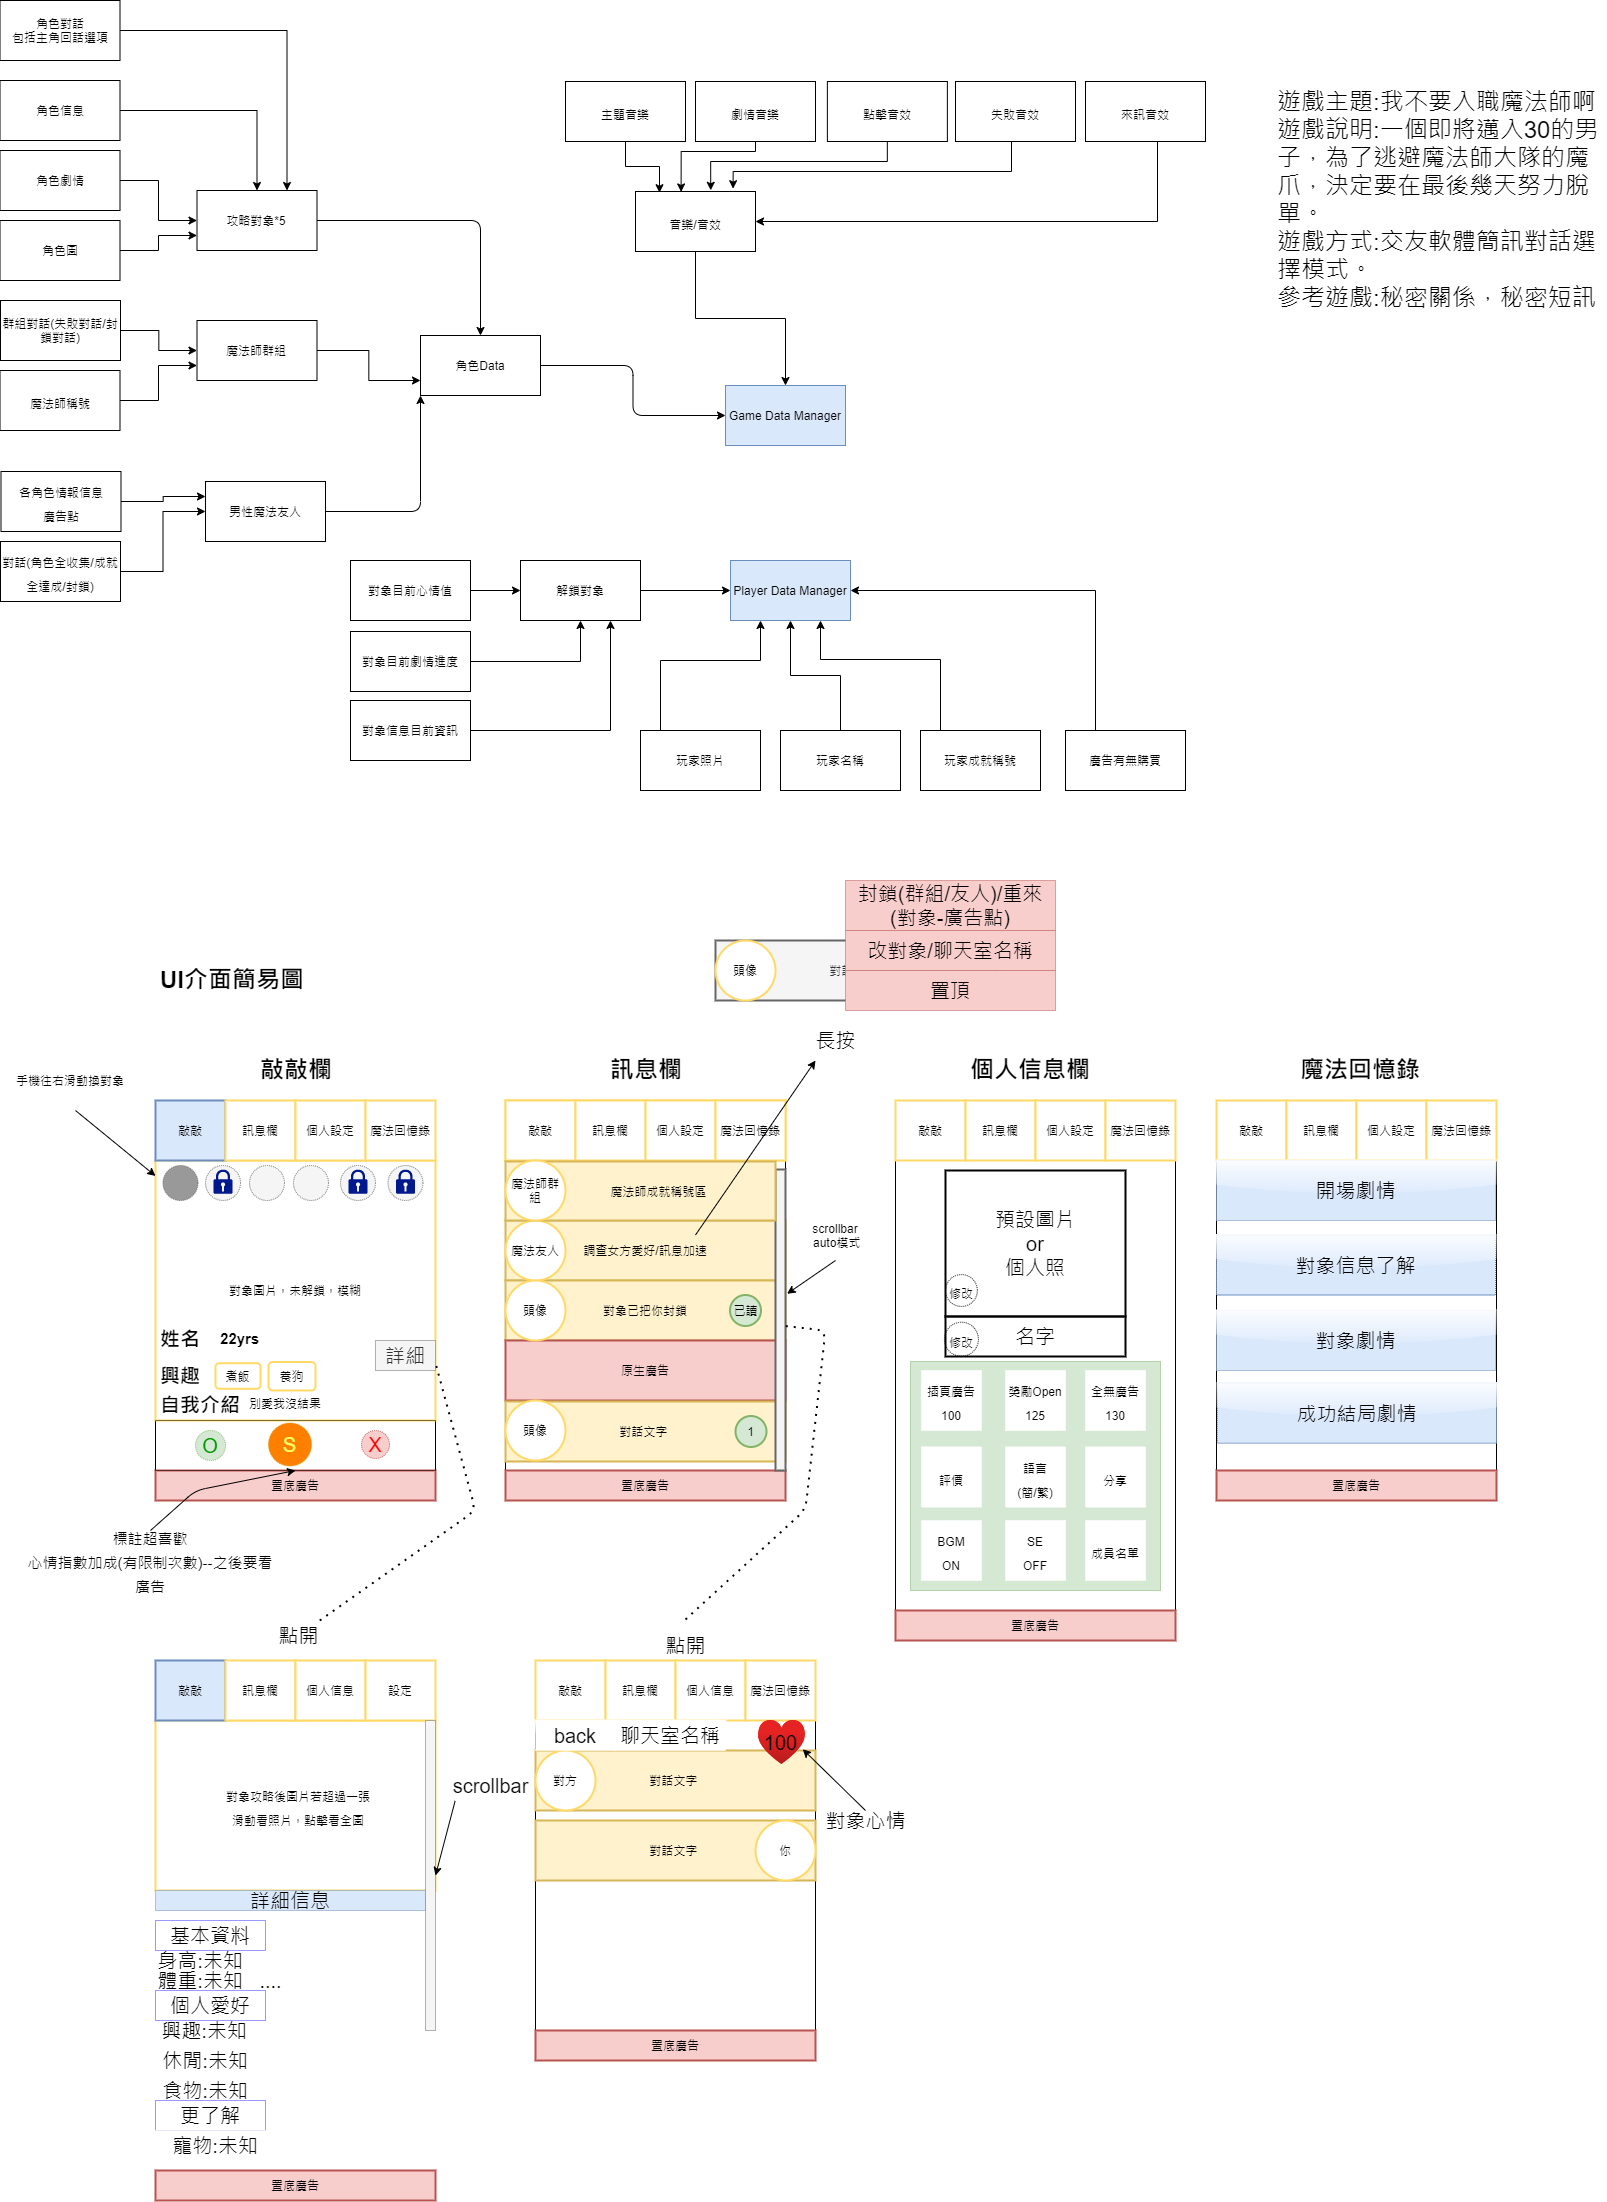 角色對話
包括主角回話選項
角色信息
角色劇情
角色圖
攻略對象*5
群組對話(失敗對話/封
鎖對話)
魔法師稱號
魔法師群組
角色Data
各角色情報信息
廣告點
對話(角色全收集/成就
全達成/封鎖)
男性魔法友人
主題音樂
劇情音樂
點擊音效
失敗音效
來訊音效
音樂/音效
Game Data Manager
遊戲主題:我不要入職魔法師啊
遊戲說明:一個即將邁入30的男
子，為了逃避魔法師大隊的魔
爪，決定要在最後幾天努力脫
單。
遊戲方式:交友軟體簡訊對話選
擇模式。
參考遊戲:秘密關係，秘密短訊
對象目前心情值
對象目前劇情進度
對象信息目前資訊
解鎖對象
Player Data Manager
玩家照片
玩家名稱
玩家成就稱號
廣告有無購買
封鎖(群組/友人)/重來
(對象-廣告點)
改對象/聊天室名稱
置頂
頭像
UI介面簡易圖
長按
手機往右滑動換對象
敲敲欄
敲敲
訊息欄
個人設定
魔法回憶錄
對象圖片，未解鎖，模糊
姓名
22yrs
詳細
興趣
煮飯
養狗
自我介紹
別愛我沒結果
O
S
X
置底廣告
標註超喜歡
心情指數加成(有限制次數)--之後要看
廣告
訊息欄
敲敲
訊息欄
個人設定
魔法回憶錄
魔法師群
組
魔法師成就稱號區
魔法友人
調查女方愛好/訊息加速
頭像
對象已把你封鎖
已讀
原生廣告
頭像
對話文字
1
置底廣告
scrollbar
auto模式
個人信息欄
敲敲
訊息欄
個人設定
魔法回憶錄
預設圖片
or
個人照
修改
名字
修改
插頁廣告
100
獎勵Open
125
全無廣告
130
評價
語言
(簡/繁)
分享
BGM
ON
SE
OFF
成員名單
置底廣告
魔法回憶錄
敲敲
訊息欄
個人設定
魔法回憶錄
開場劇情
對象信息了解
對象劇情
成功結局劇情
置底廣告
點開
敲敲
訊息欄
個人信息
設定
對象攻略後圖片若超過一張
滑動看照片，點擊看全圖
scrollbar
詳細信息
基本資料
身高:未知
體重:未知 ....
個人愛好
興趣:未知
休閒:未知
食物:未知
更了解
寵物:未知
置底廣告
點開
敲敲
訊息欄
個人信息
魔法回憶錄
back
聊天室名稱
100
對方
對話文字
對象心情
對話文字
你
置底廣告